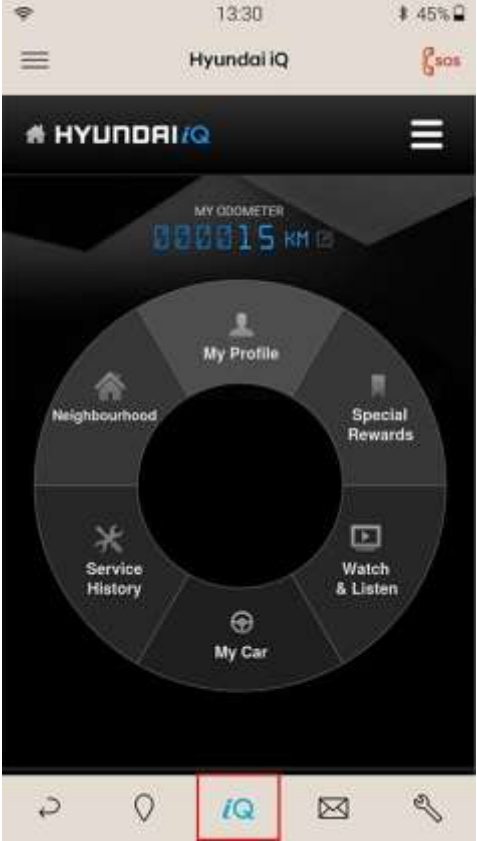 13:30
45%
Hyundai iQ
SOS
HYUNDAI iQ
MY ODOMETER
000015 KM
My Profile
Neighbourhood
Special
Rewards
Service
History
Watch
& Listen
My Car
iQ